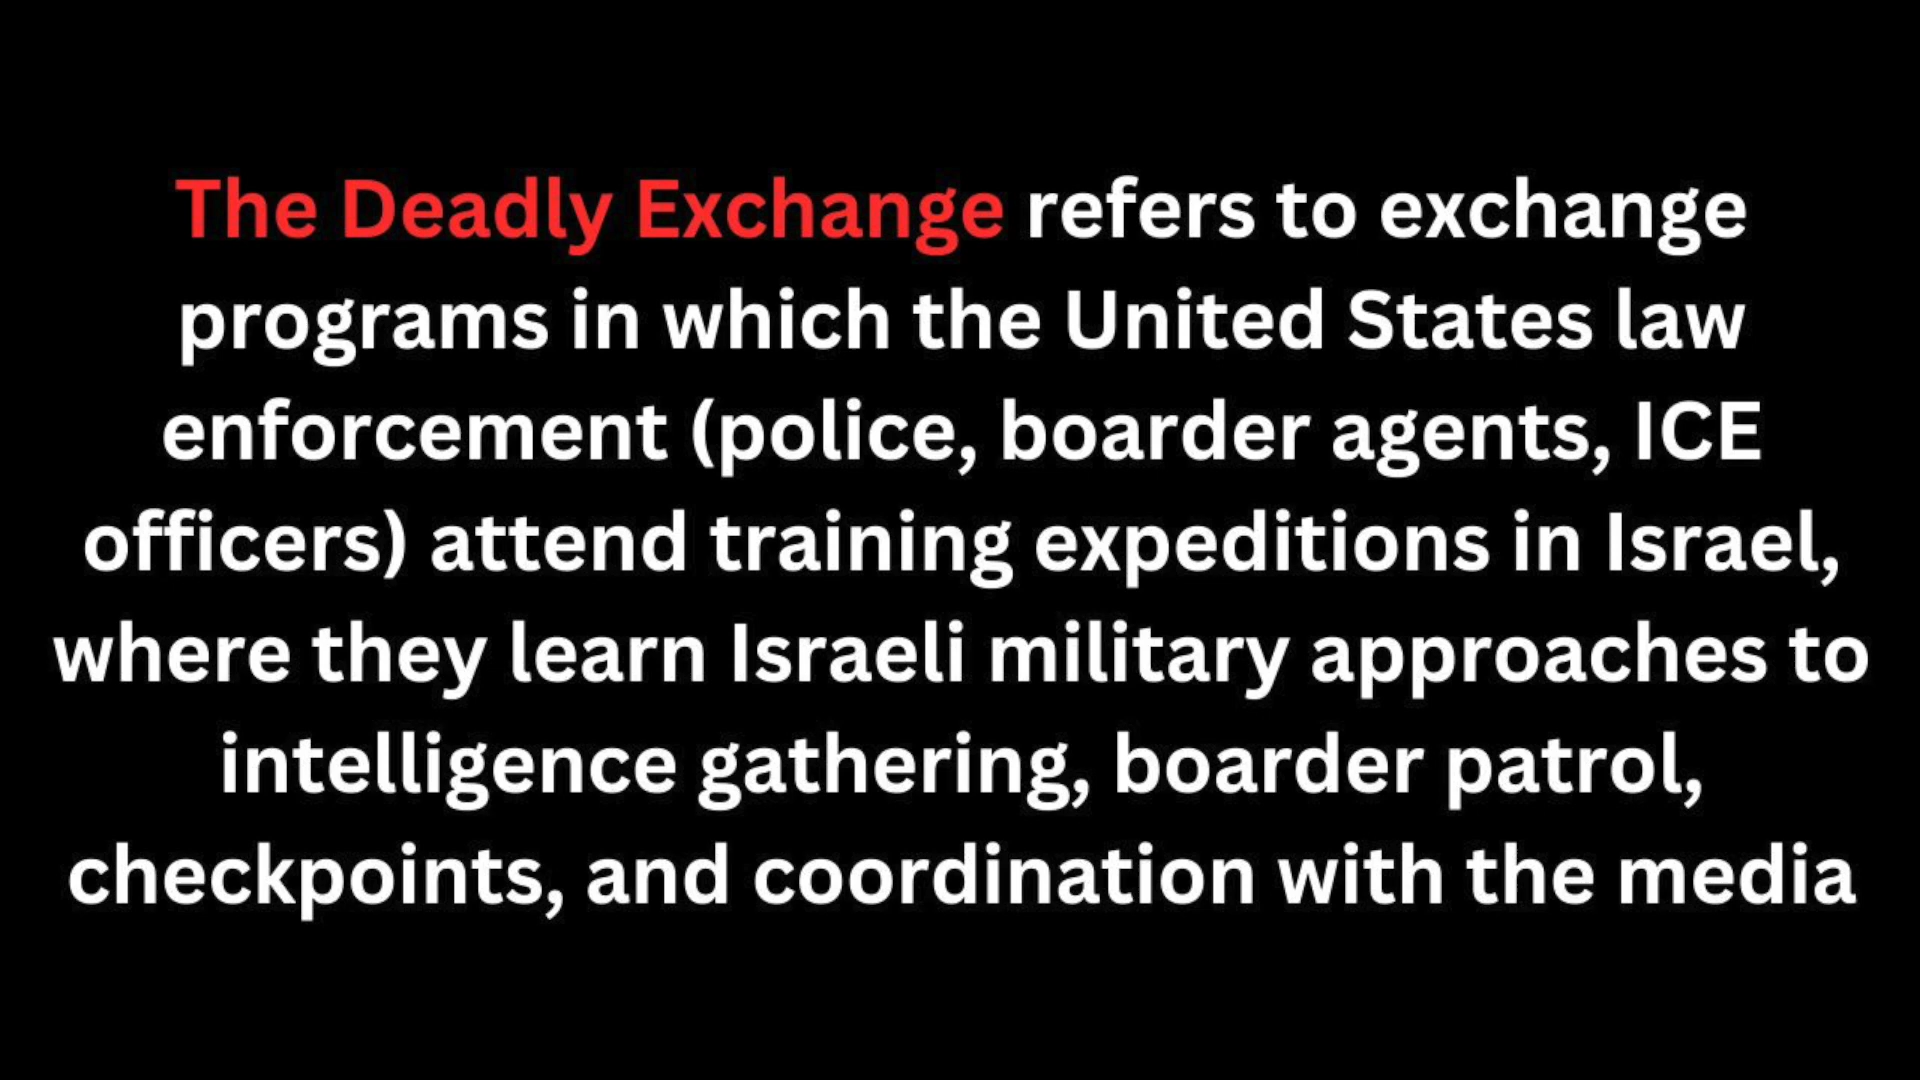 The Deadly Exchange refers to exchange
programs in which the United States law
enforcement (police, boarder agents, ICE
officers) attend training expeditions in Israel,
where they learn Israeli military approaches to
intelligence gathering, boarder patrol,
checkpoints, and coordination with the media